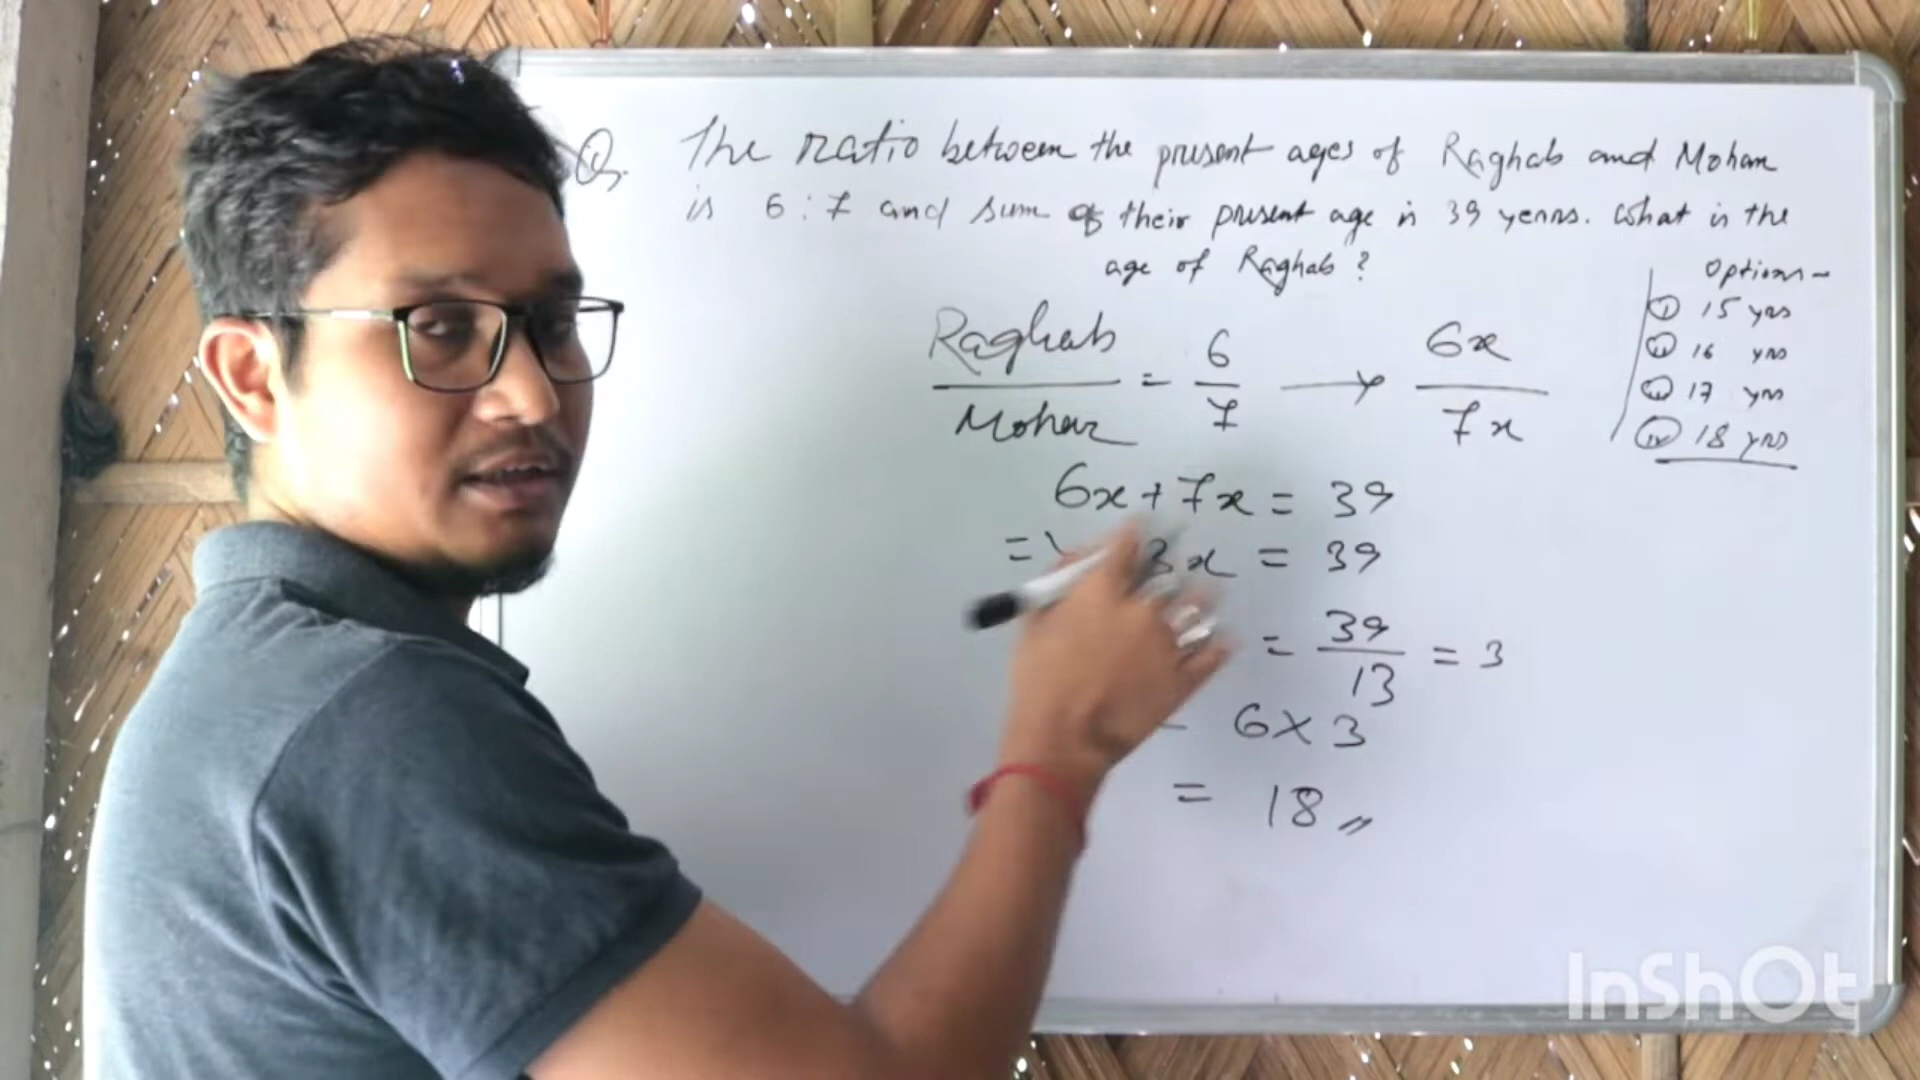 Q. The ratio between the present ages of Raghab and Mohan
is 6 : 7 and sum of their present age is 39 years. What is the
age of Raghab ?
Options -
(i) 15 yrs
(ii) 16 yrs
(iii) 17 yrs
(iv) 18 yrs
Raghab / Mohan = 6 / 7 → 6x / 7x
6x + 7x = 39
=> 3x = 39
= 39 / 13 = 3
6 × 3
= 18 //
InShOt